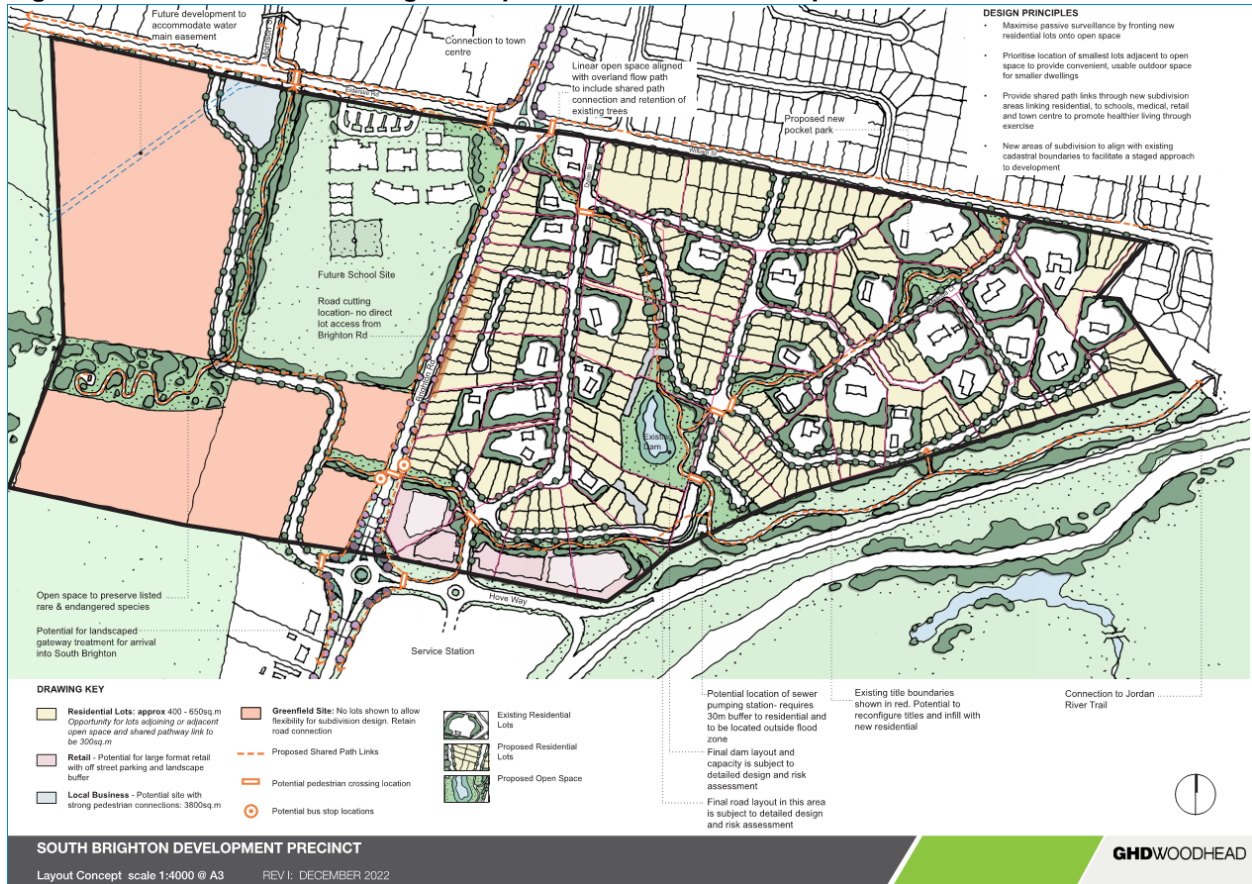 Future development to
accommodate water
main easement
Connection to town
centre
Linear open space aligned
with overland flow path
to include shared path
connection and retention of
existing trees
Proposed new
pocket park
DESIGN PRINCIPLES
• Maximise passive surveillance by fronting new
residential lots onto open space
• Prioritise location of smallest lots adjacent to open
space to provide convenient, usable outdoor space
for smaller dwellings
• Provide shared path links through new subdivision
areas linking residential, to schools, medical, retail
and town centre to promote healthier living through
exercise
• New areas of subdivision to align with existing
cadastral boundaries to facilitate a staged approach
to development
Elderslie Rd
William St
Future School Site
Road cutting
location- no direct
lot access from
Brighton Rd
Brighton Rd
Existing
Dam
Hove Way
Service Station
Open space to preserve listed
rare & endangered species
Potential for landscaped
gateway treatment for arrival
into South Brighton
Potential location of sewer
pumping station- requires
30m buffer to residential and
to be located outside flood
zone
Final dam layout and
capacity is subject to
detailed design and risk
assessment
Final road layout in this area
is subject to detailed design
and risk assessment
Existing title boundaries
shown in red. Potential to
reconfigure titles and infill with
new residential
Connection to Jordan
River Trail
DRAWING KEY
Residential Lots: approx 400 - 650sq.m
Opportunity for lots adjoining or adjacent
open space and shared pathway link to
be 300sq.m
Retail - Potential for large format retail
with off street parking and landscape
buffer
Local Business - Potential site with
strong pedestrian connections: 3800sq.m
Greenfield Site: No lots shown to allow
flexibility for subdivision design. Retain
road connection
Proposed Shared Path Links
Potential pedestrian crossing location
Potential bus stop locations
Existing Residential
Lots
Proposed Residential
Lots
Proposed Open Space
SOUTH BRIGHTON DEVELOPMENT PRECINCT
Layout Concept scale 1:4000 @ A3 REV I: DECEMBER 2022
GHDWOODHEAD